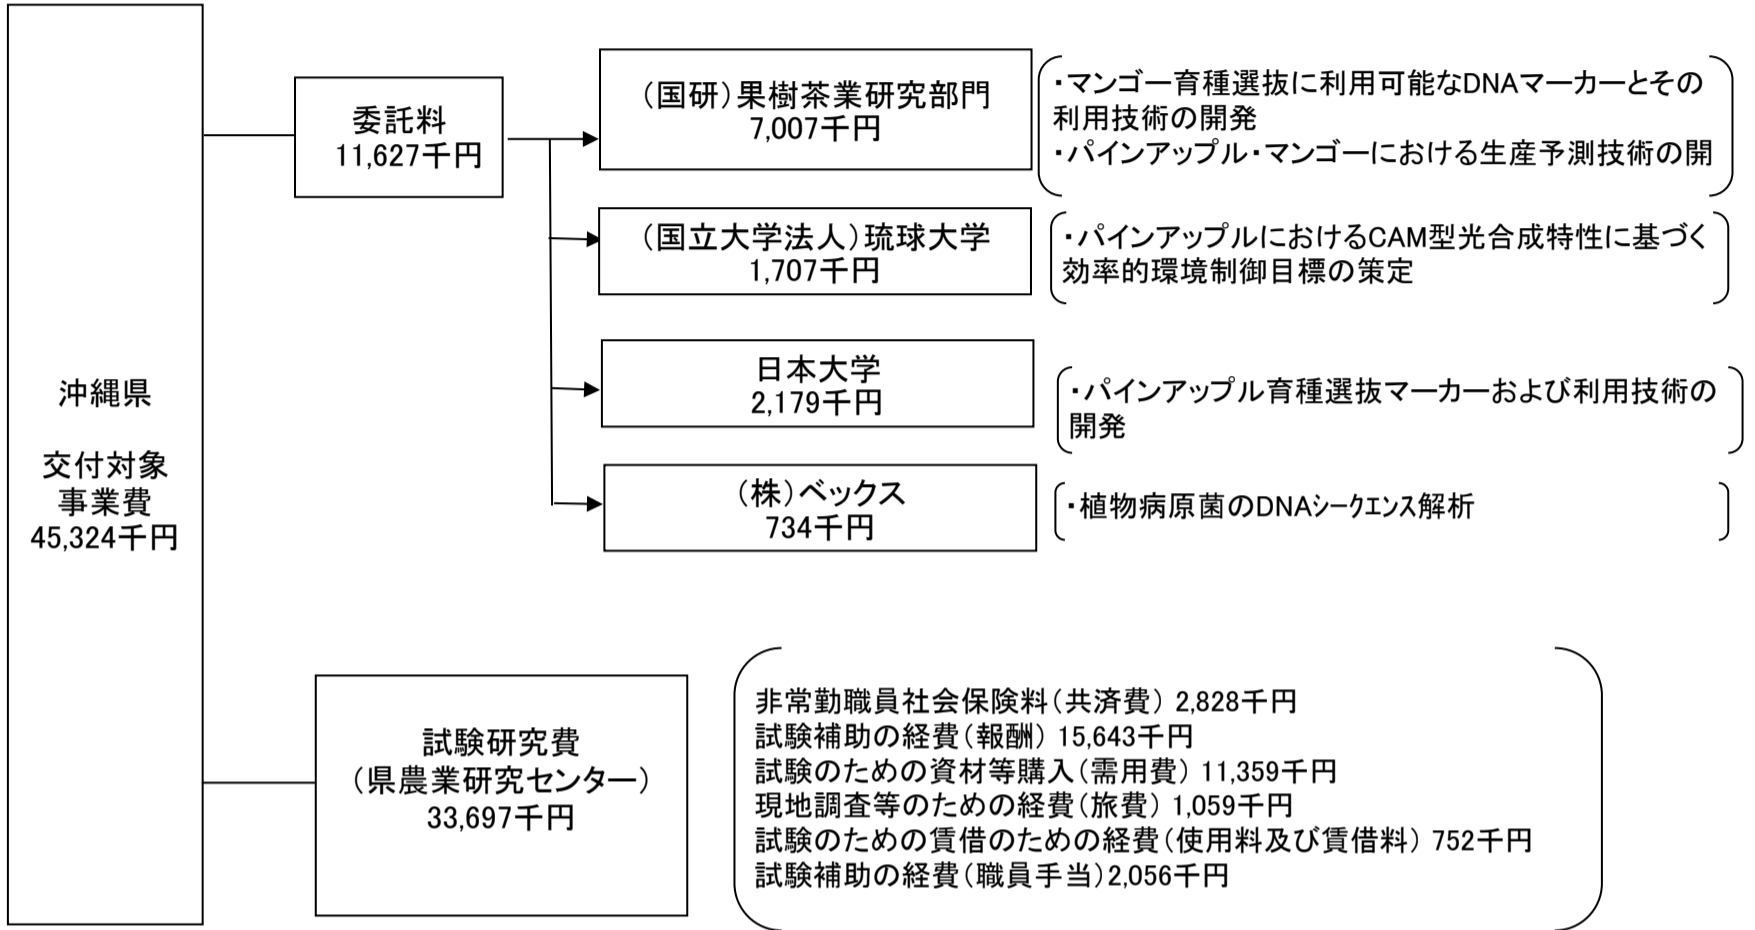 沖縄県
交付対象
事業費
45,324千円
委託料
11,627千円
（国研）果樹茶業研究部門
7,007千円
・マンゴー育種選抜に利用可能なDNAマーカーとその
利用技術の開発
・パインアップル・マンゴーにおける生産予測技術の開
（国立大学法人）琉球大学
1,707千円
・パインアップルにおけるCAM型光合成特性に基づく
効率的環境制御目標の策定
日本大学
2,179千円
・パインアップル育種選抜マーカーおよび利用技術の
開発
（株）ベックス
734千円
・植物病原菌のDNAシークエンス解析
試験研究費
（県農業研究センター）
33,697千円
非常勤職員社会保険料（共済費） 2,828千円
試験補助の経費（報酬） 15,643千円
試験のための資材等購入（需用費） 11,359千円
現地調査等のための経費（旅費） 1,059千円
試験のための賃借のための経費（使用料及び賃借料） 752千円
試験補助の経費（職員手当）2,056千円